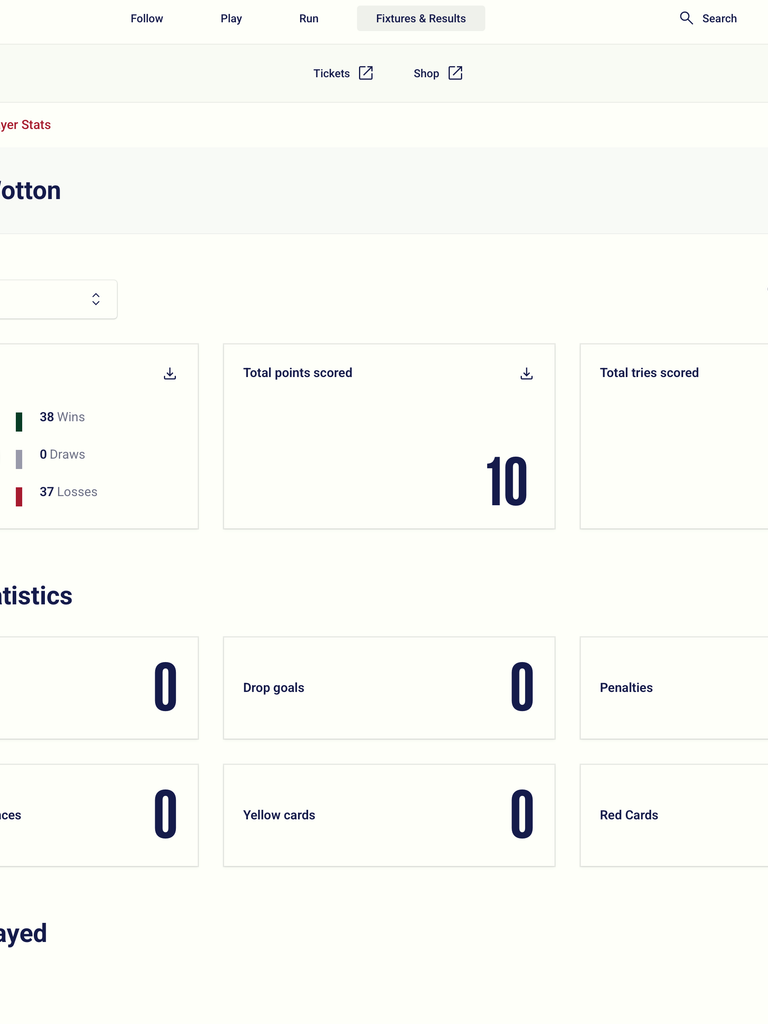 Follow Play Run Fixtures & Results Search
Tickets Shop
yer Stats
otton
Total points scored Total tries scored
38 Wins
0 Draws
10
37 Losses
tistics
0 Drop goals 0 Penalties
ces 0 Yellow cards 0 Red Cards
ayed